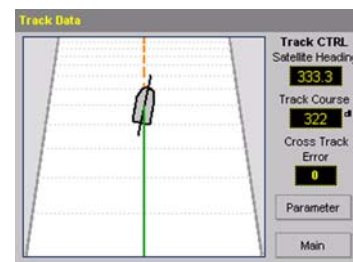 Track Data
Track CTRL
Satellite Heading
333.3
Track Course
322
Cross Track
Error
0
Parameter
Main